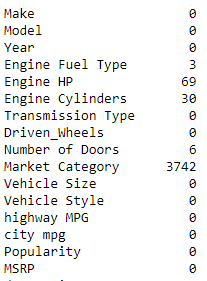 Make 0
Model 0
Year 0
Engine Fuel Type 3
Engine HP 69
Engine Cylinders 30
Transmission Type 0
Driven_Wheels 0
Number of Doors 6
Market Category 3742
Vehicle Size 0
Vehicle Style 0
highway MPG 0
city mpg 0
Popularity 0
MSRP 0